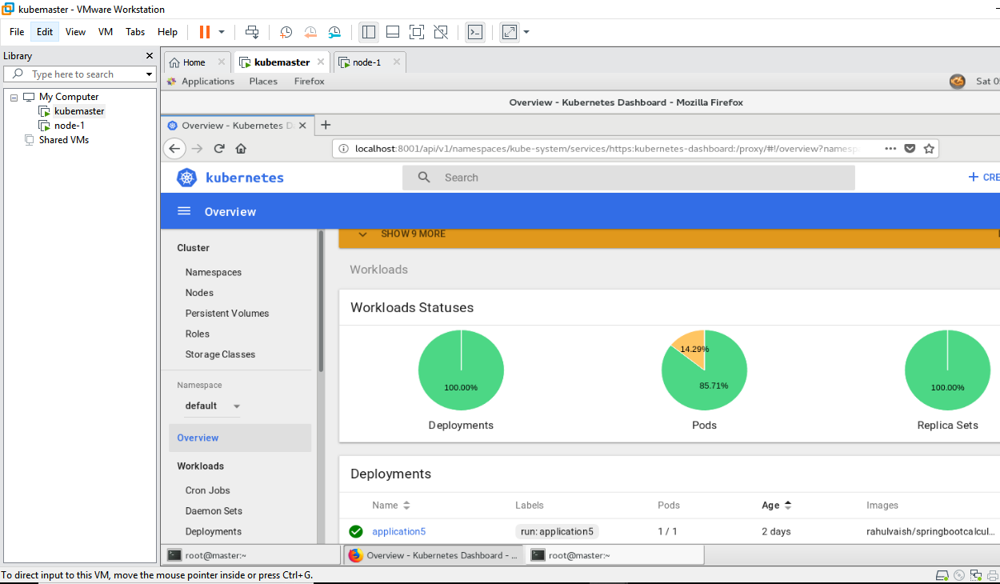 kubemaster - VMware Workstation
File Edit View VM Tabs Help
Library
Type here to search
My Computer
kubemaster
node-1
Shared VMs
Home kubemaster node-1
Applications Places Firefox Sat
Overview - Kubernetes Dashboard - Mozilla Firefox
Overview - Kubernetes D
localhost:8001/api/v1/namespaces/kube-system/services/https:kubernetes-dashboard:/proxy/#!/overview?namesp
kubernetes
Search
+ CRE
Overview
SHOW 9 MORE
Cluster
Namespaces
Nodes
Persistent Volumes
Roles
Storage Classes
Namespace
default
Overview
Workloads
Cron Jobs
Daemon Sets
Deployments
Workloads
Workloads Statuses
100.00%
Deployments
14.29%
85.71%
Pods
100.00%
Replica Sets
Deployments
Name Labels Pods Age Images
application5 run: application5 1 / 1 2 days rahulvaish/springbootcalcul...
root@master:~ Overview - Kubernetes Dashboard - ... root@master:~
To direct input to this VM, move the mouse pointer inside or press Ctrl+G.